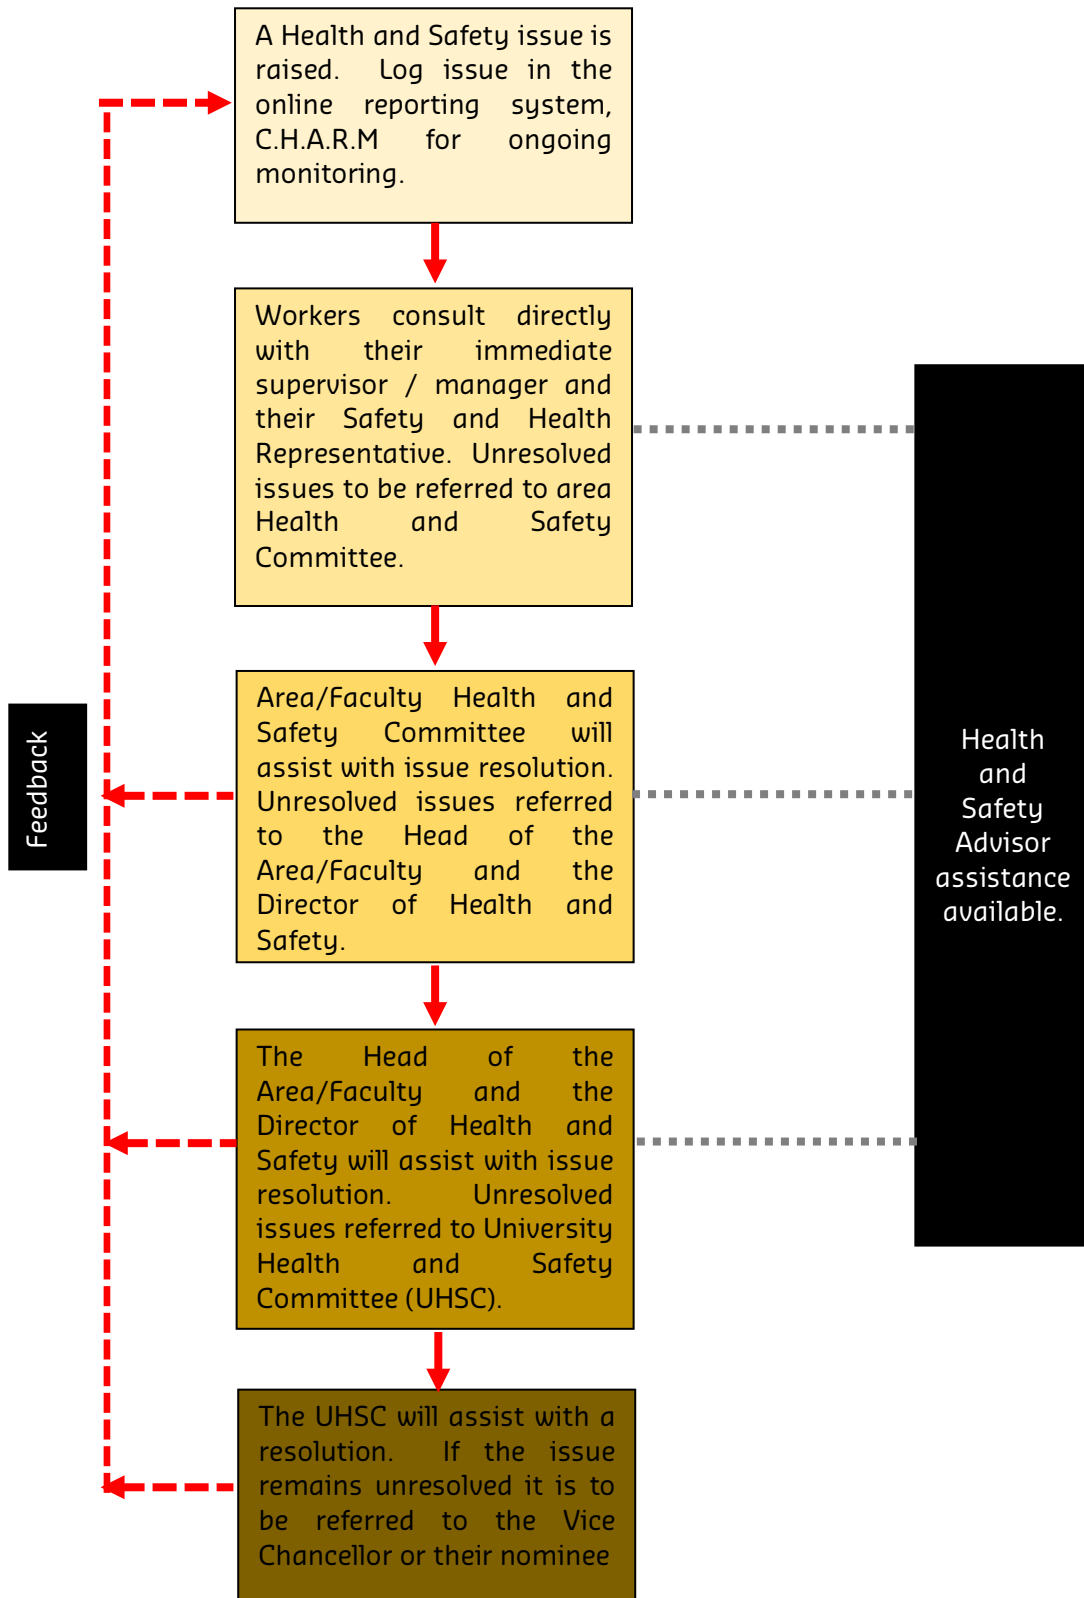 A Health and Safety issue is
raised. Log issue in the
online reporting system,
C.H.A.R.M for ongoing
monitoring.
Workers consult directly
with their immediate
supervisor / manager and
their Safety and Health
Representative. Unresolved
issues to be referred to area
Health and Safety
Committee.
Area/Faculty Health and
Safety Committee will
assist with issue resolution.
Unresolved issues referred
to the Head of the
Area/Faculty and the
Director of Health and
Safety.
The Head of the
Area/Faculty and the
Director of Health and
Safety will assist with issue
resolution. Unresolved
issues referred to University
Health and Safety
Committee (UHSC).
The UHSC will assist with a
resolution. If the issue
remains unresolved it is to
be referred to the Vice
Chancellor or their nominee
Feedback
Health
and
Safety
Advisor
assistance
available.